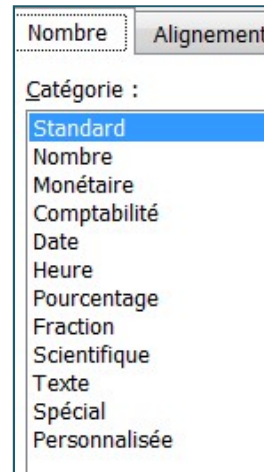 Nombre Alignement
Catégorie :
Standard
Nombre
Monétaire
Comptabilité
Date
Heure
Pourcentage
Fraction
Scientifique
Texte
Spécial
Personnalisée